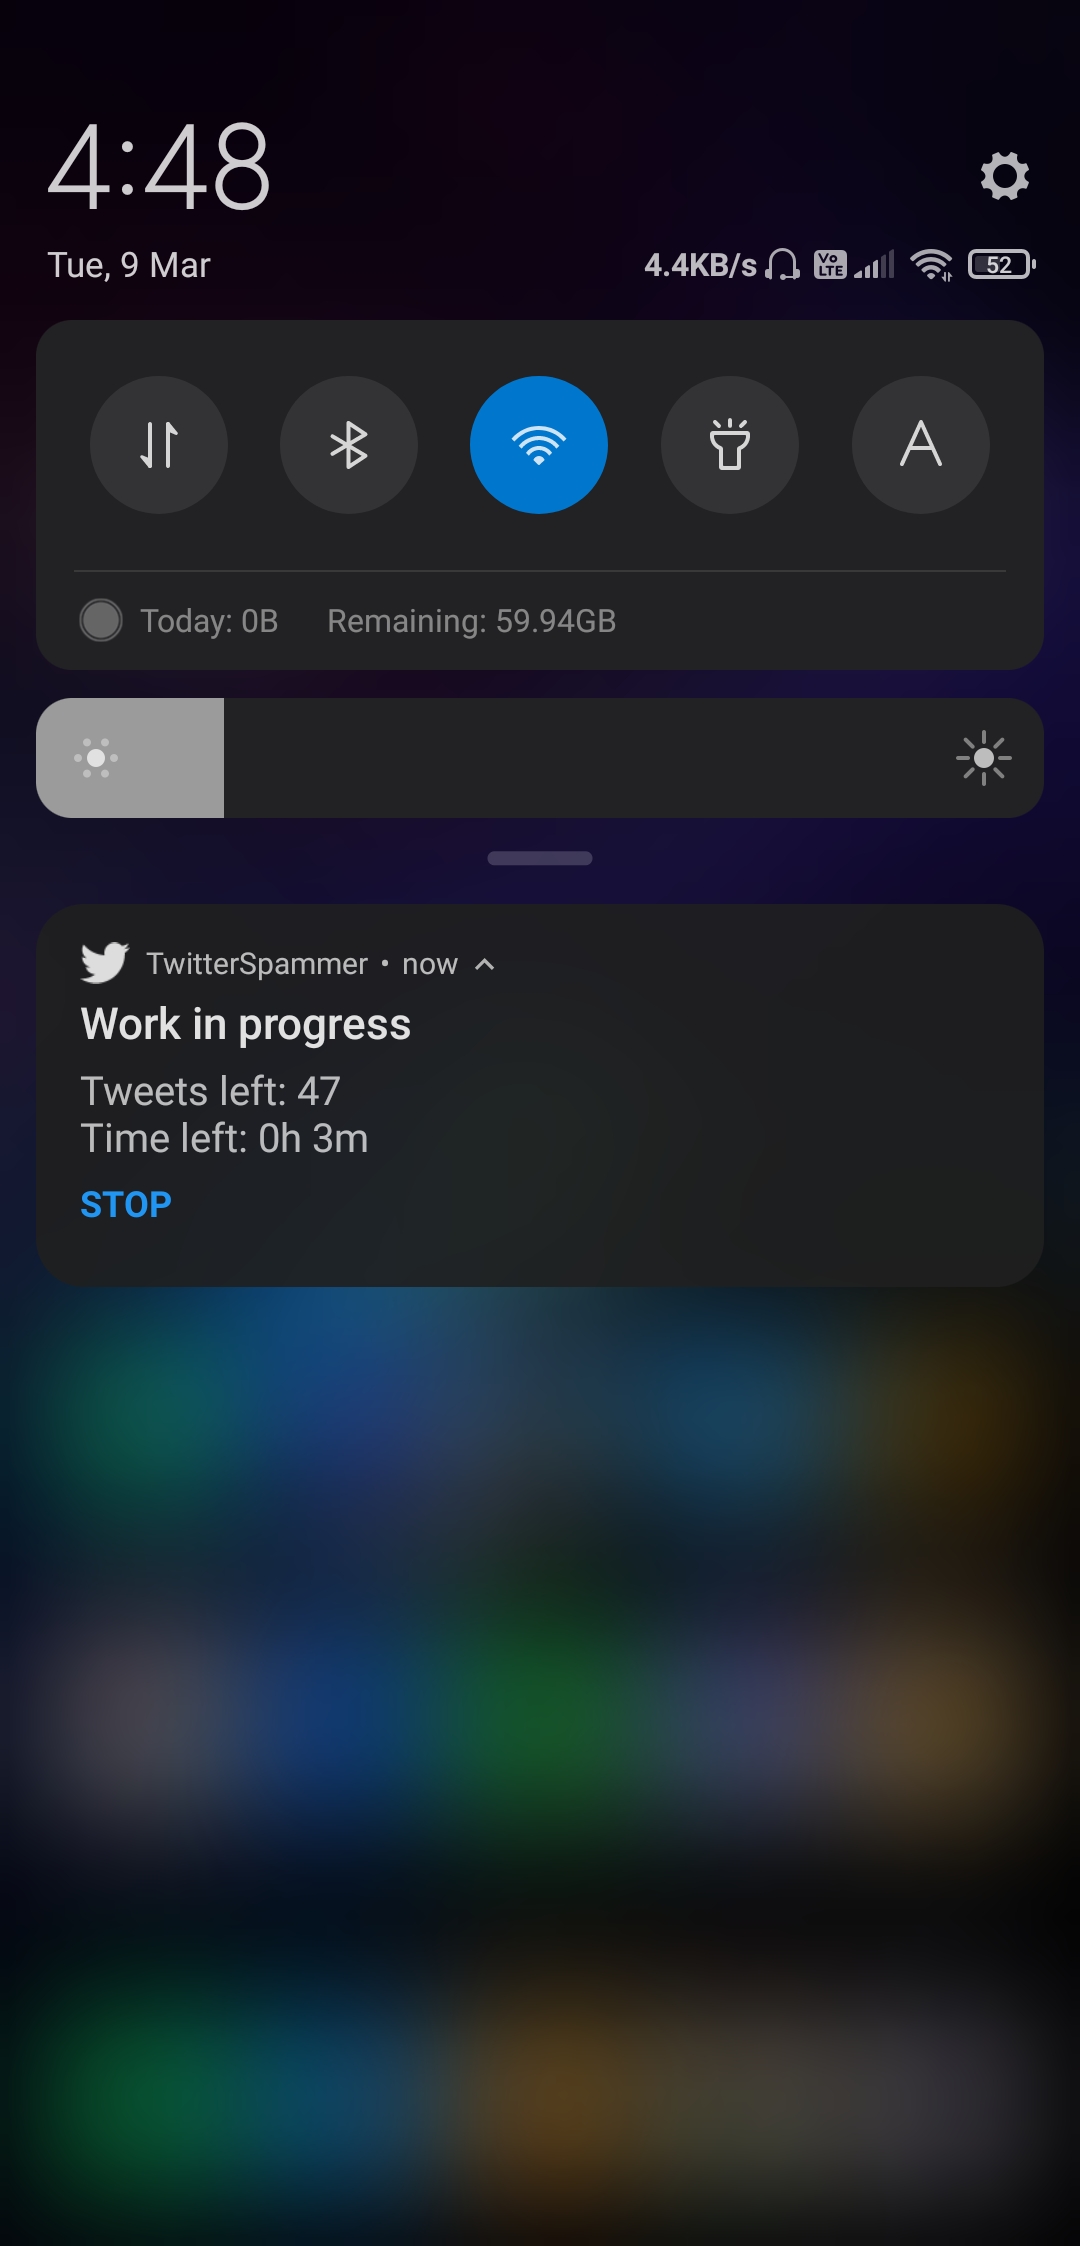 4:48
Tue, 9 Mar
4.4KB/s Vo LTE 52
A
Today: 0B Remaining: 59.94GB
TwitterSpammer • now
Work in progress
Tweets left: 47
Time left: 0h 3m
STOP